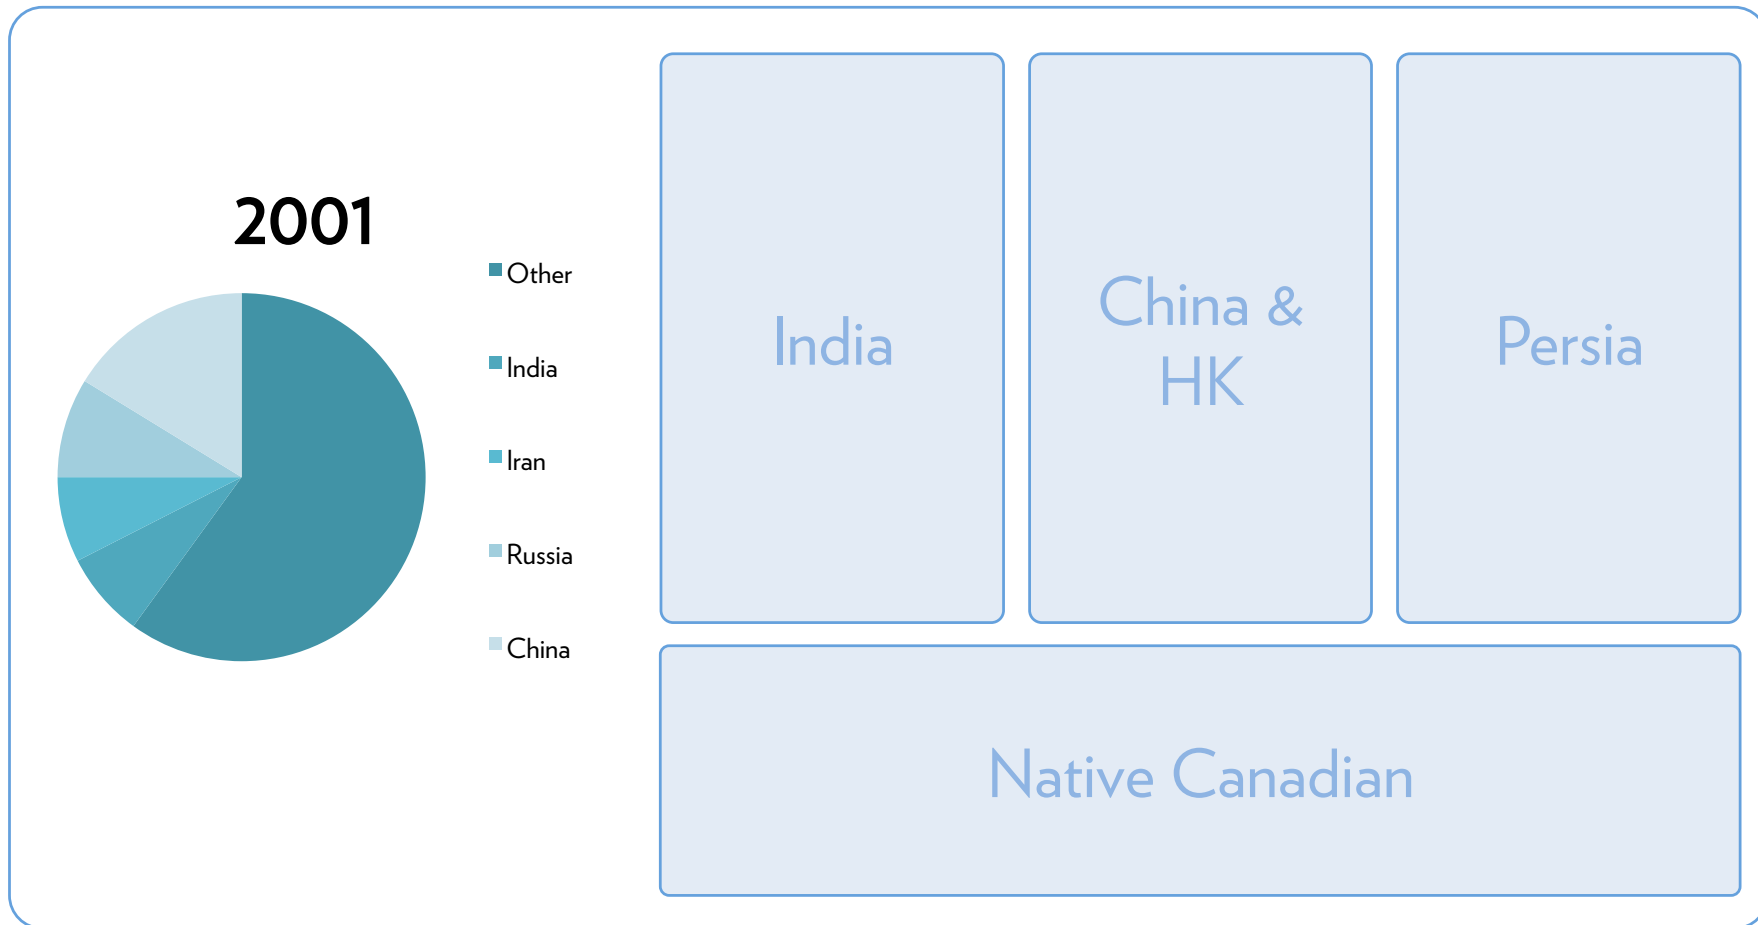 2001
Other
India
Iran
Russia
China
India
China &
HK
Persia
Native Canadian